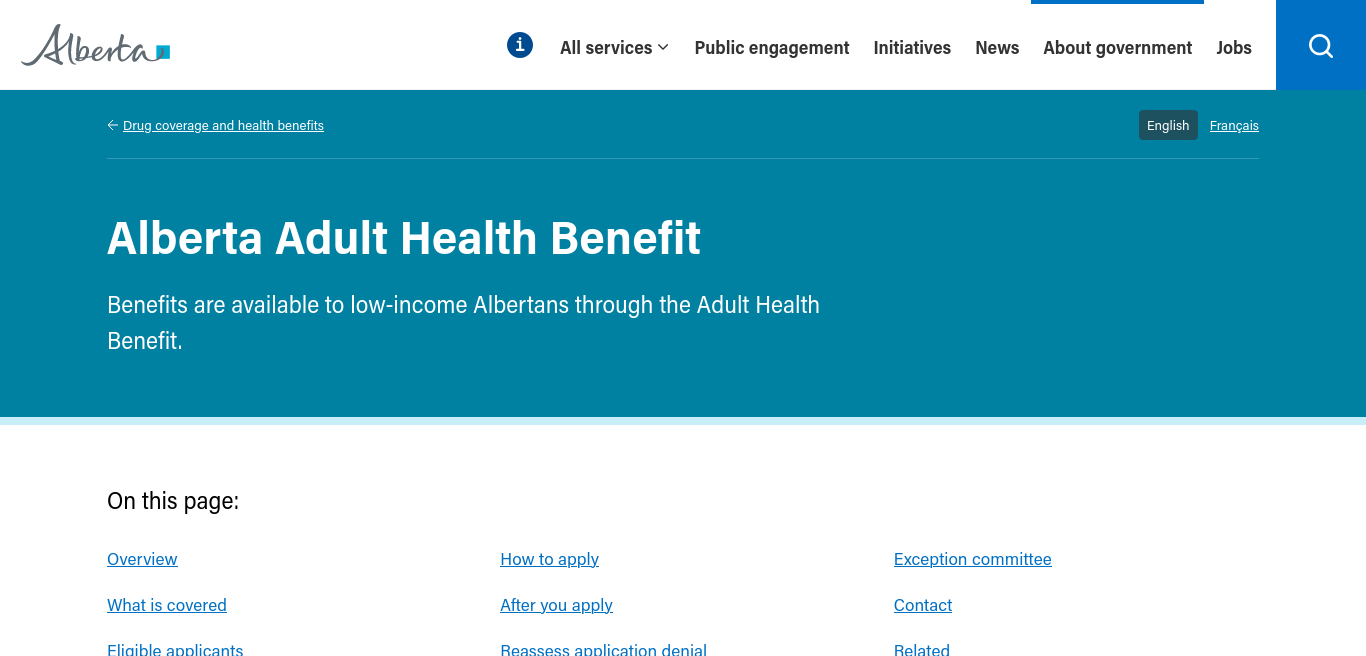 Alberta
i
All services
Public engagement
Initiatives
News
About government
Jobs
Drug coverage and health benefits
English
Français
Alberta Adult Health Benefit
Benefits are available to low-income Albertans through the Adult Health
Benefit.
On this page:
Overview
How to apply
Exception committee
What is covered
After you apply
Contact
Eligible applicants
Reassess application denial
Related